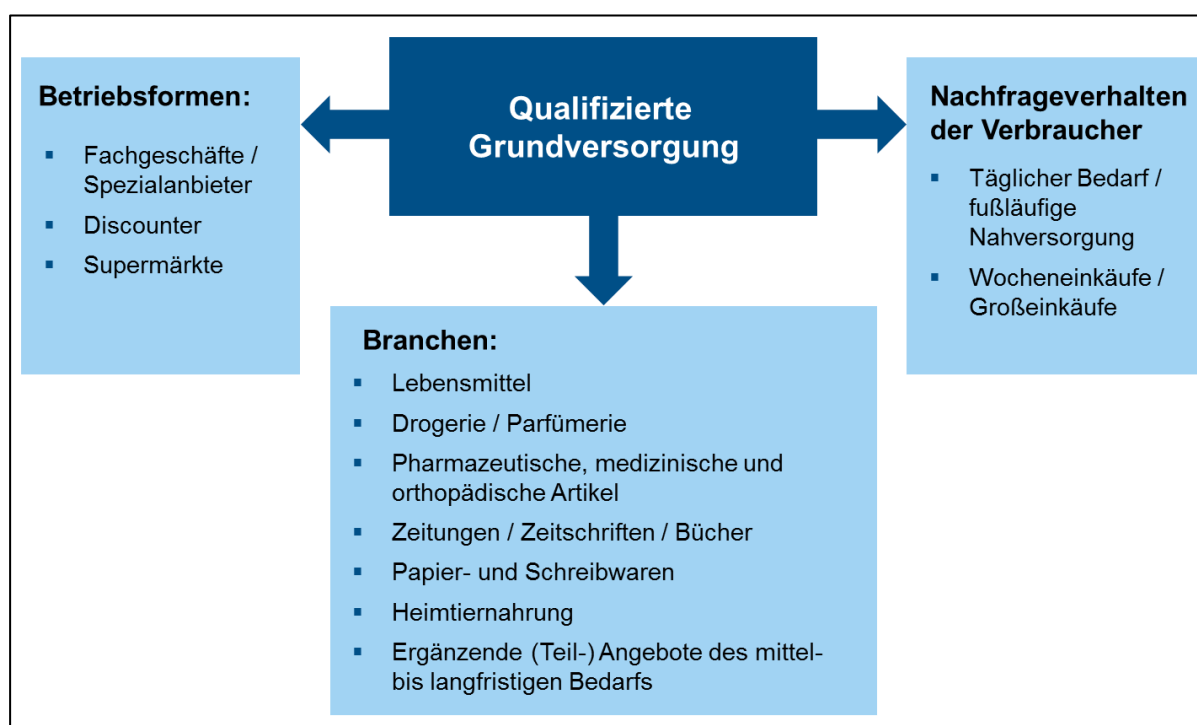 Betriebsformen:
▪ Fachgeschäfte /
Spezialanbieter
▪ Discounter
▪ Supermärkte
Qualifizierte
Grundversorgung
Nachfrageverhalten
der Verbraucher
▪ Täglicher Bedarf /
fußläufige
Nahversorgung
▪ Wocheneinkäufe /
Großeinkäufe
Branchen:
▪ Lebensmittel
▪ Drogerie / Parfümerie
▪ Pharmazeutische, medizinische und
orthopädische Artikel
▪ Zeitungen / Zeitschriften / Bücher
▪ Papier- und Schreibwaren
▪ Heimtiernahrung
▪ Ergänzende (Teil-) Angebote des mittel-
bis langfristigen Bedarfs